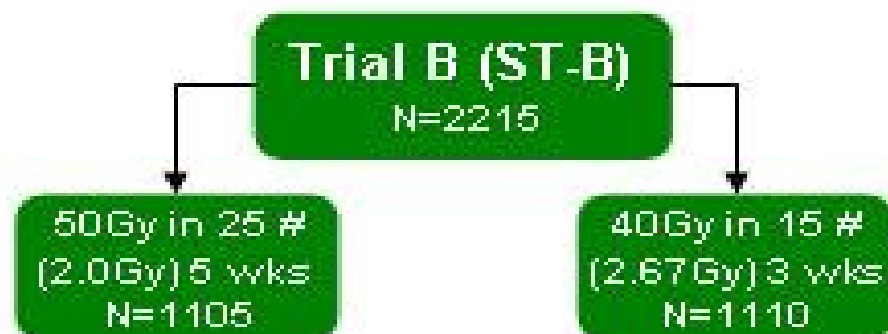 Trial B (ST-B)
N=2215
50Gy in 25 #
(2.0Gy) 5 wks
N=1105
40Gy in 15 #
(2.67Gy) 3 wks
N=1110